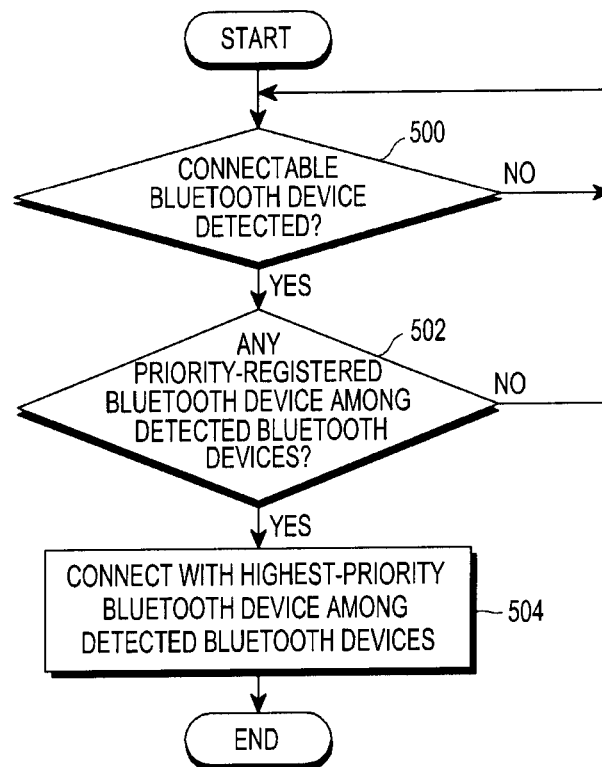 START
500
CONNECTABLE
BLUETOOTH DEVICE
DETECTED?
NO
YES
502
ANY
PRIORITY-REGISTERED
BLUETOOTH DEVICE AMONG
DETECTED BLUETOOTH
DEVICES?
NO
YES
CONNECT WITH HIGHEST-PRIORITY
BLUETOOTH DEVICE AMONG
DETECTED BLUETOOTH DEVICES
504
END